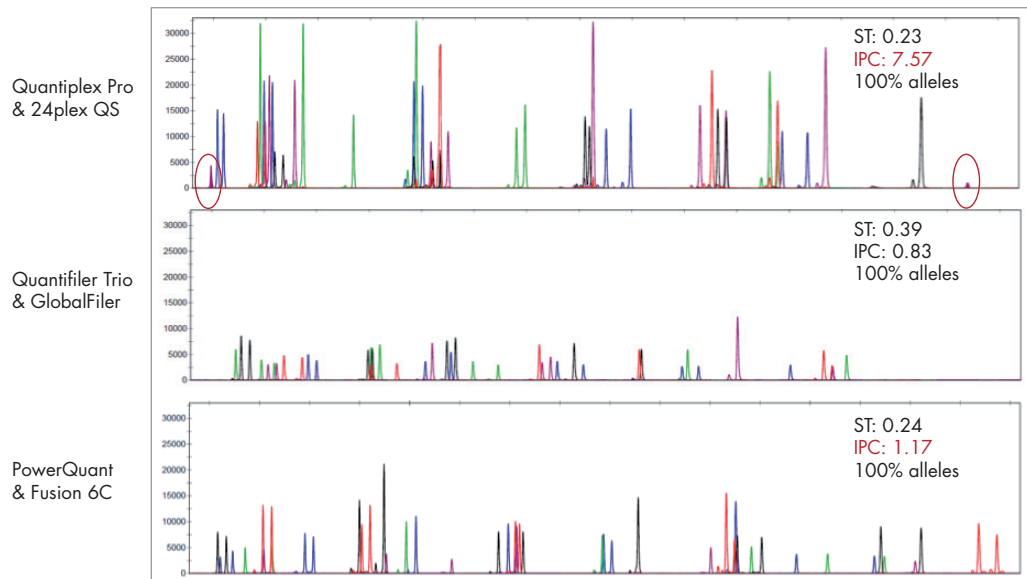 Quantiplex Pro
& 24plex QS
30000
25000
20000
15000
10000
5000
0
ST: 0.23
IPC: 7.57
100% alleles
Quantifiler Trio
& GlobalFiler
30000
25000
20000
15000
10000
5000
0
ST: 0.39
IPC: 0.83
100% alleles
PowerQuant
& Fusion 6C
30000
25000
20000
15000
10000
5000
0
ST: 0.24
IPC: 1.17
100% alleles